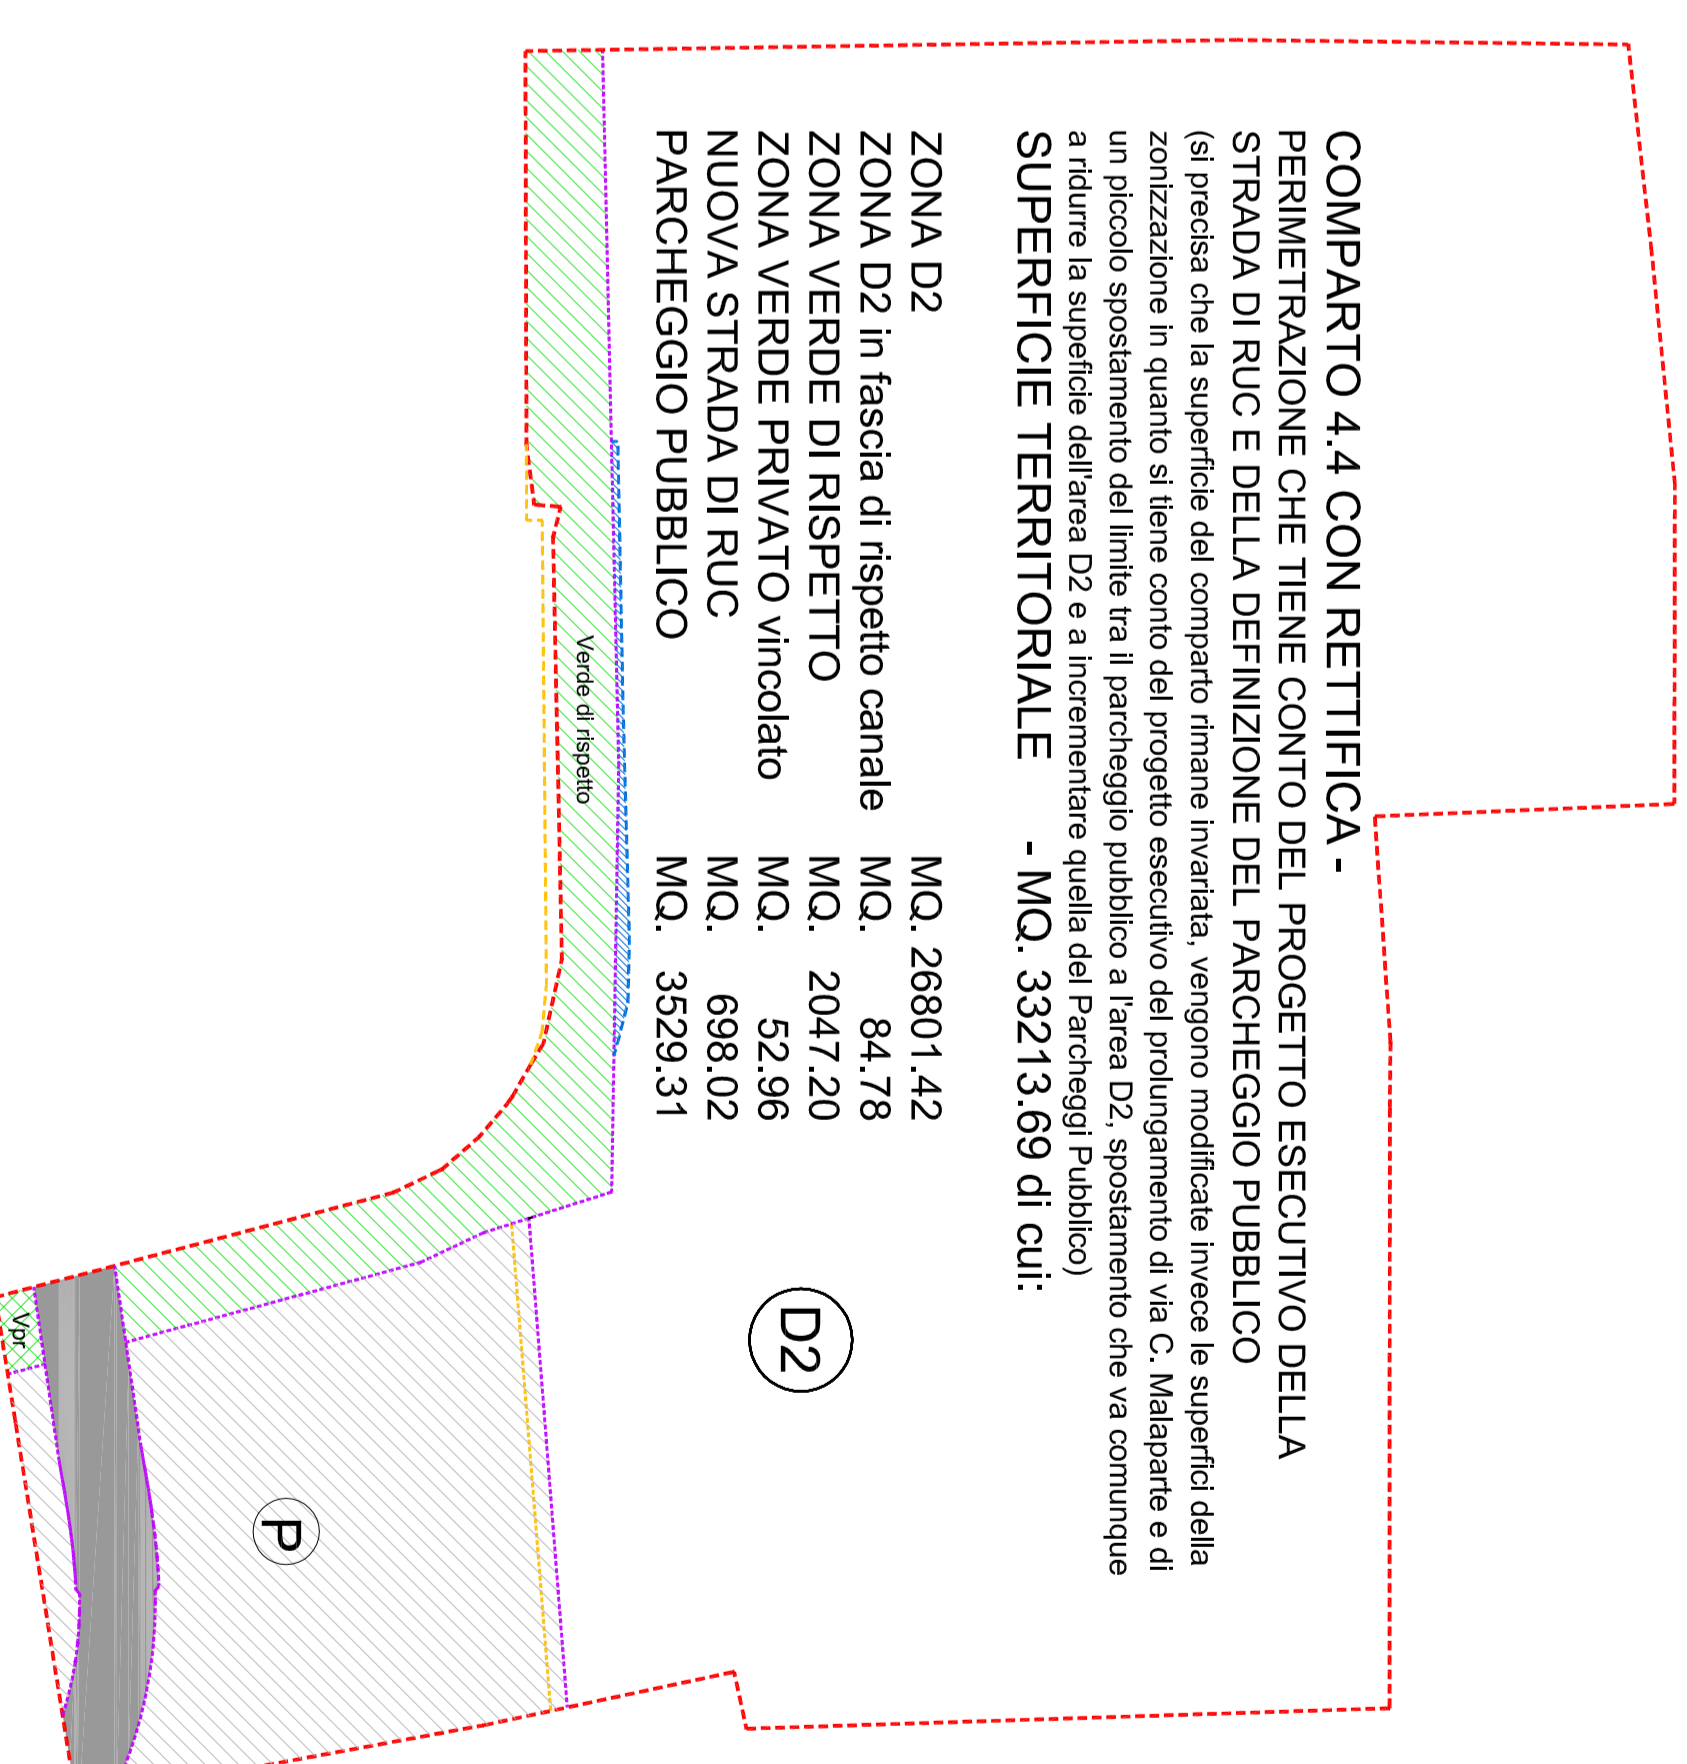 COMPARTO 4.4 CON RETTIFICA -
PERIMETRAZIONE CHE TIENE CONTO DEL PROGETTO ESECUTIVO DELLA
STRADA DI RUC E DELLA DEFINIZIONE DEL PARCHEGGIO PUBBLICO
(si precisa che la superficie del comparto rimane invariata, vengono modificate invece le superfici della
zonizzazione in quanto si tiene conto del progetto esecutivo del prolungamento di via C. Malaparte e di
un piccolo spostamento del limite tra il parcheggio pubblico a l'area D2, spostamento che va comunque
a ridurre la supeficie dell'area D2 e a incrementare quella del Parcheggi Pubblico)
SUPERFICIE TERRITORIALE - MQ. 33213.69 di cui:
ZONA D2 MQ. 26801.42
ZONA D2 in fascia di rispetto canale MQ. 84.78
ZONA VERDE DI RISPETTO MQ. 2047.20
ZONA VERDE PRIVATO vincolato MQ. 52.96
NUOVA STRADA DI RUC MQ. 698.02
PARCHEGGIO PUBBLICO MQ. 3529.31
D2
Verde di rispetto
P
Vpr